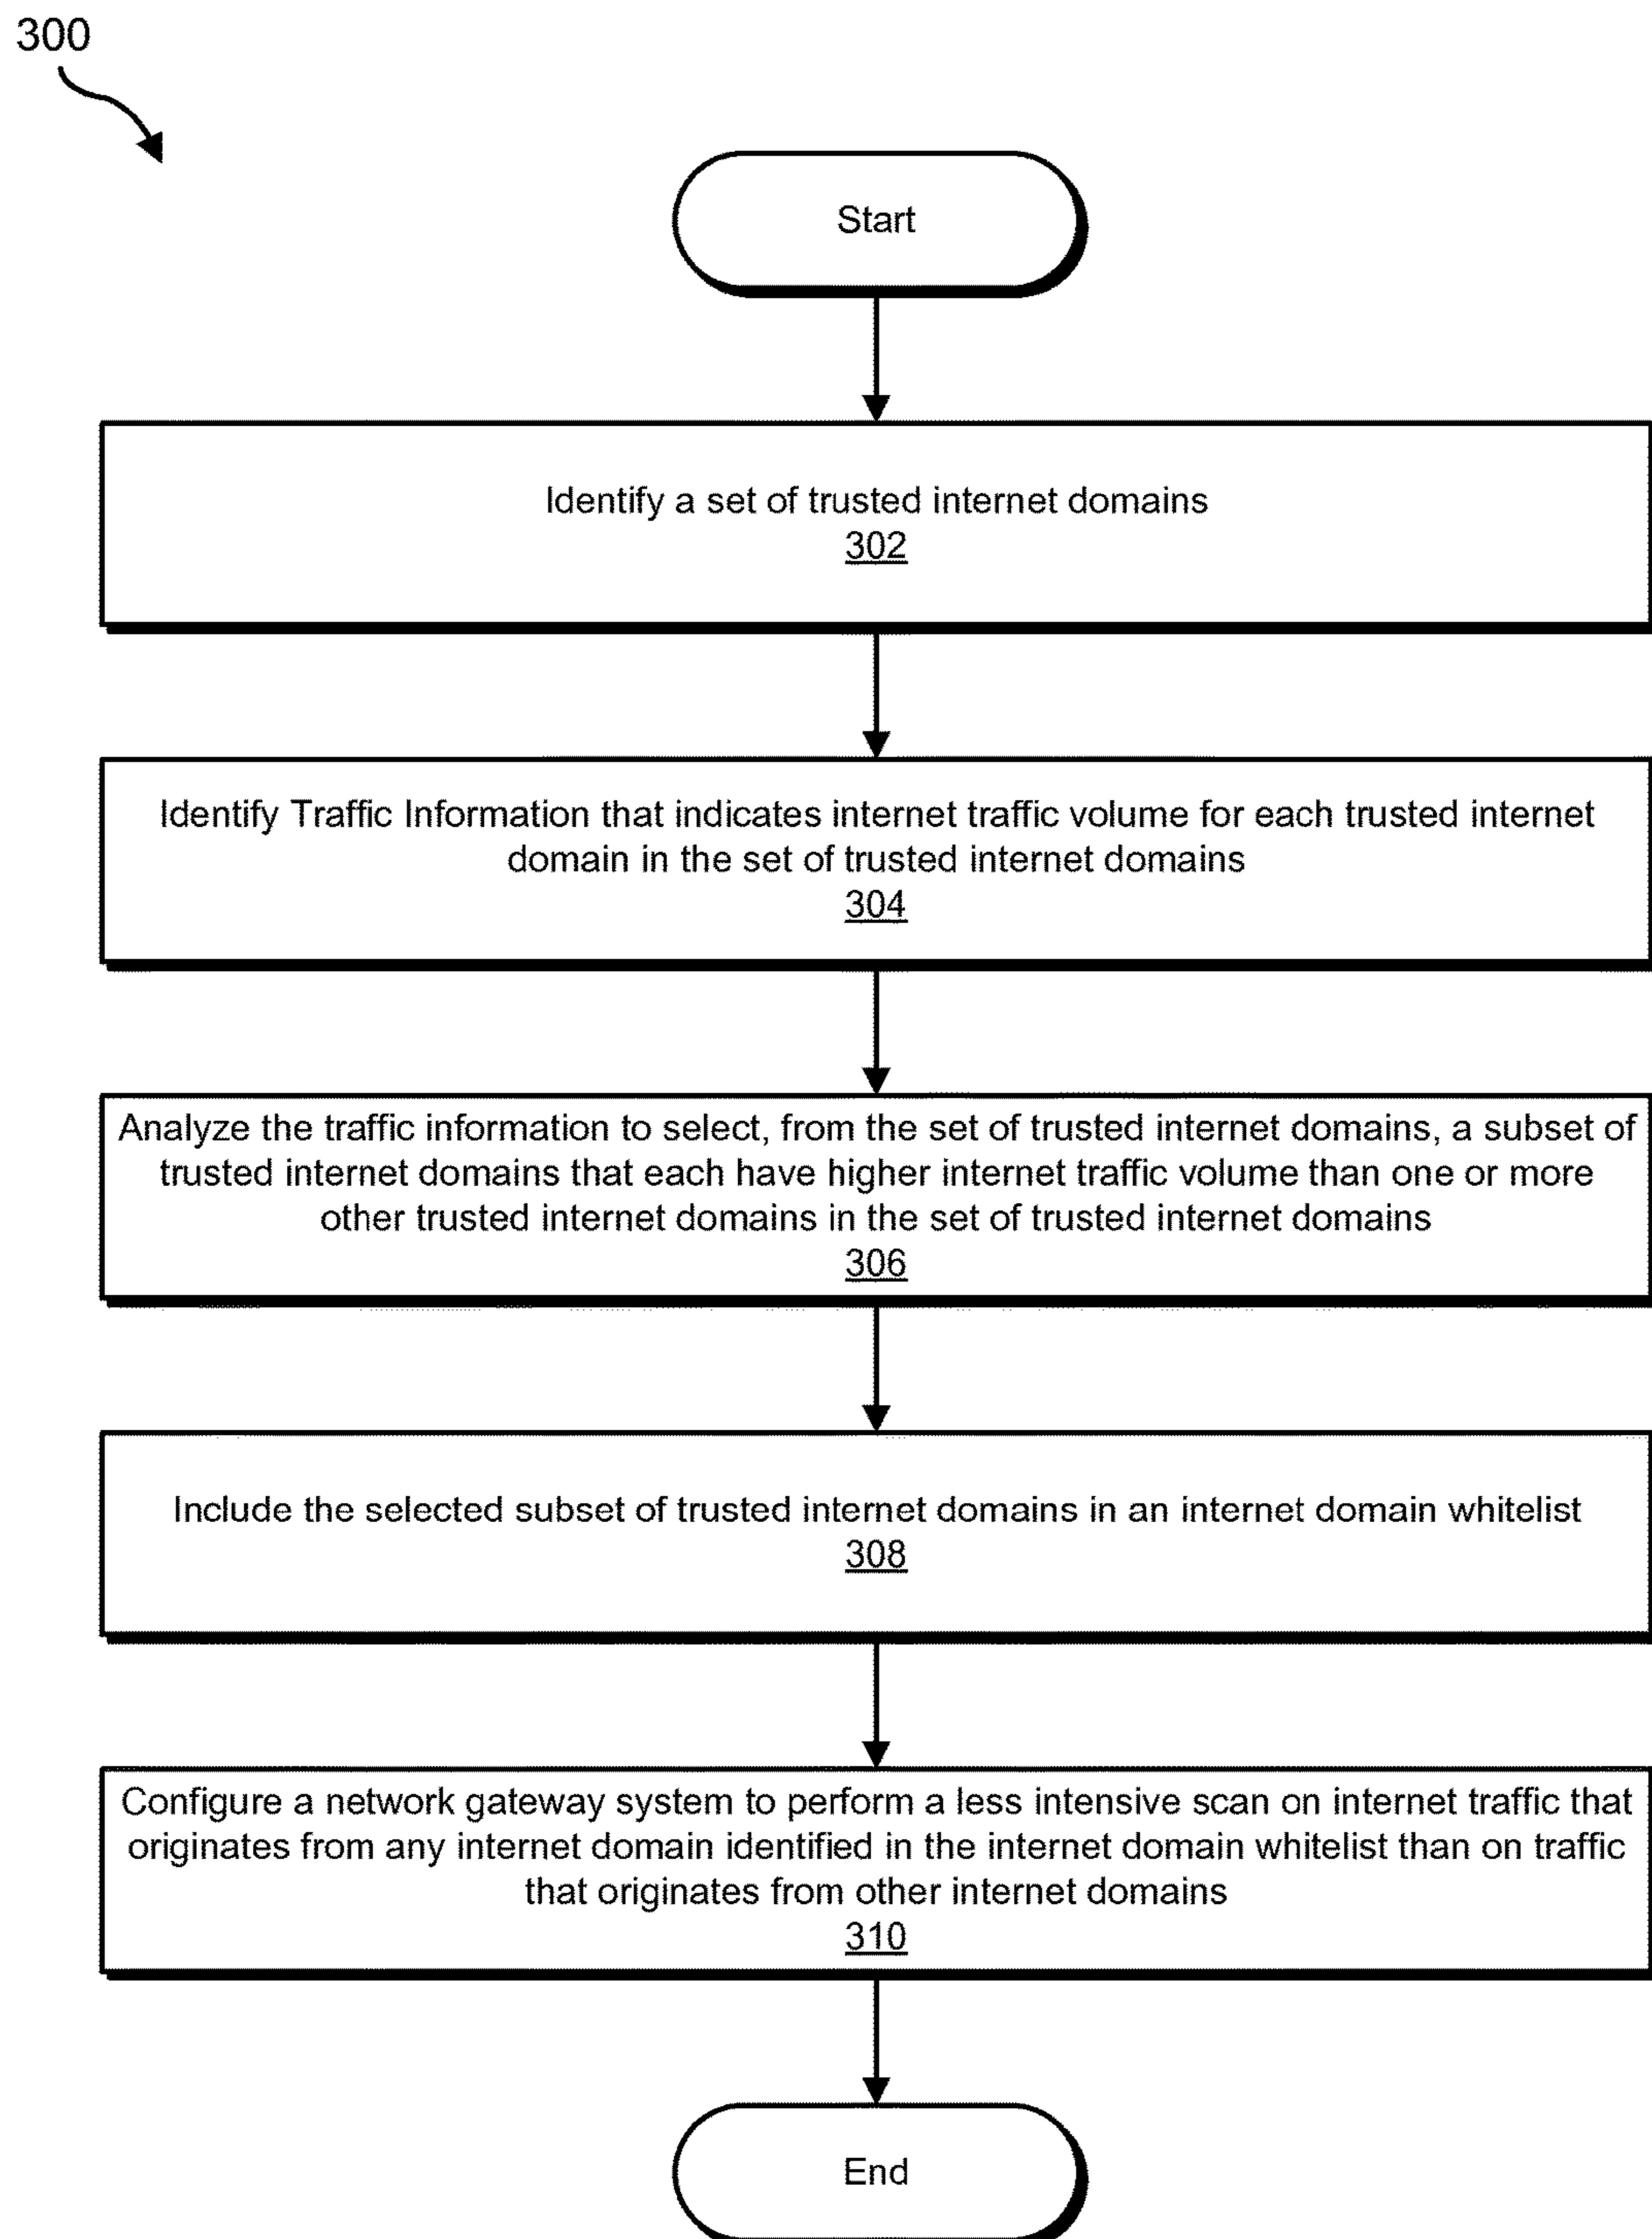 300
Start
Identify a set of trusted internet domains
302
Identify Traffic Information that indicates internet traffic volume for each trusted internet
domain in the set of trusted internet domains
304
Analyze the traffic information to select, from the set of trusted internet domains, a subset of
trusted internet domains that each have higher internet traffic volume than one or more
other trusted internet domains in the set of trusted internet domains
306
Include the selected subset of trusted internet domains in an internet domain whitelist
308
Configure a network gateway system to perform a less intensive scan on internet traffic that
originates from any internet domain identified in the internet domain whitelist than on traffic
that originates from other internet domains
310
End